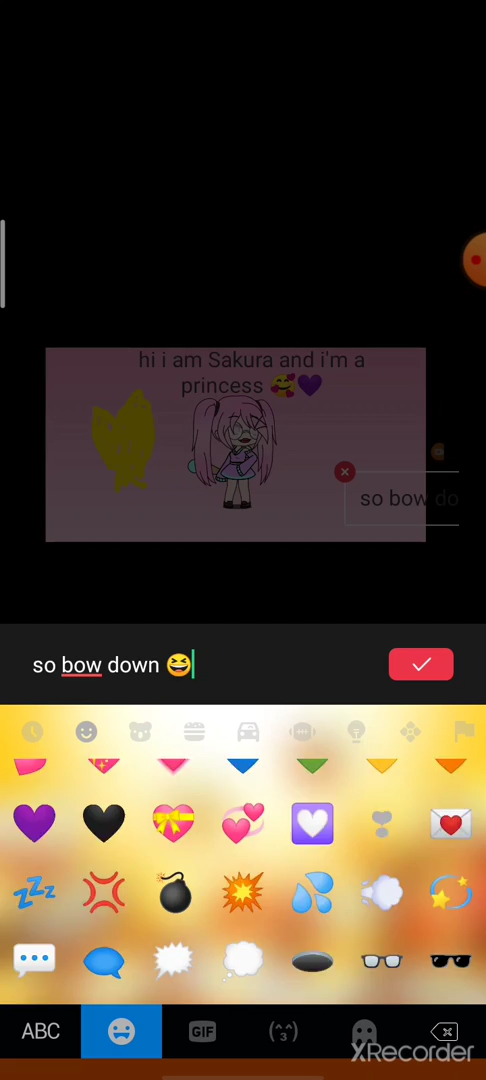 hi i am Sakura and i'm a
princess 🥰💜
so bow do
so bow down 😆
ABC
GIF
XRecorder